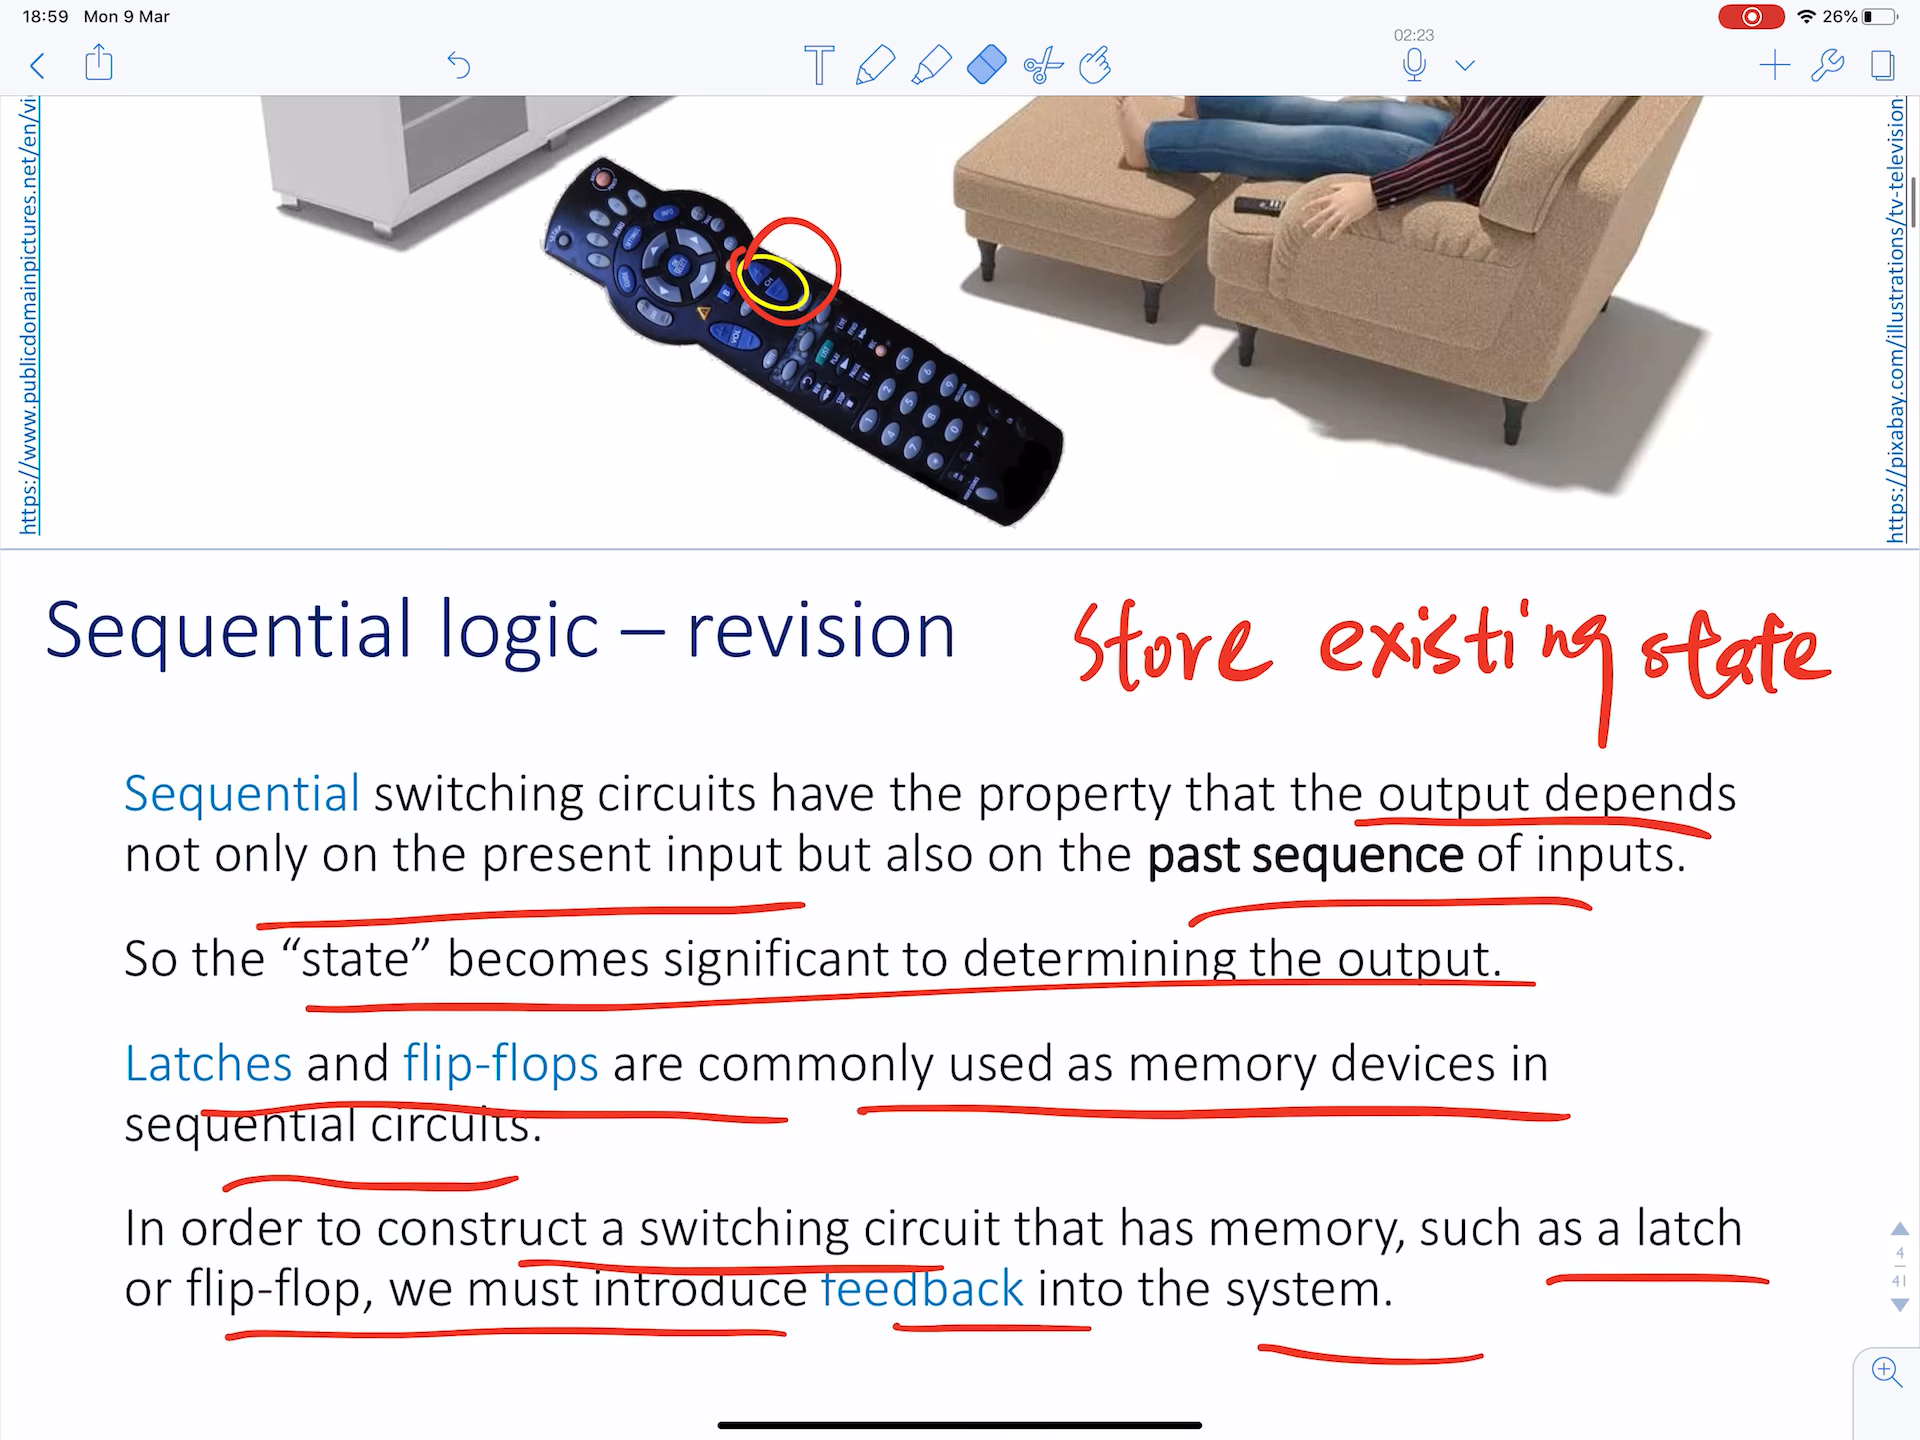 18:59 Mon 9 Mar
26%
02:23
https://www.publicdomainpictures.net/en/vi
https://pixabay.com/illustrations/tv-television-
CH
VOL
Sequential logic – revision
store existing state
Sequential switching circuits have the property that the output depends
not only on the present input but also on the past sequence of inputs.
So the “state” becomes significant to determining the output.
Latches and flip-flops are commonly used as memory devices in
sequential circuits.
In order to construct a switching circuit that has memory, such as a latch
or flip-flop, we must introduce feedback into the system.
4
41